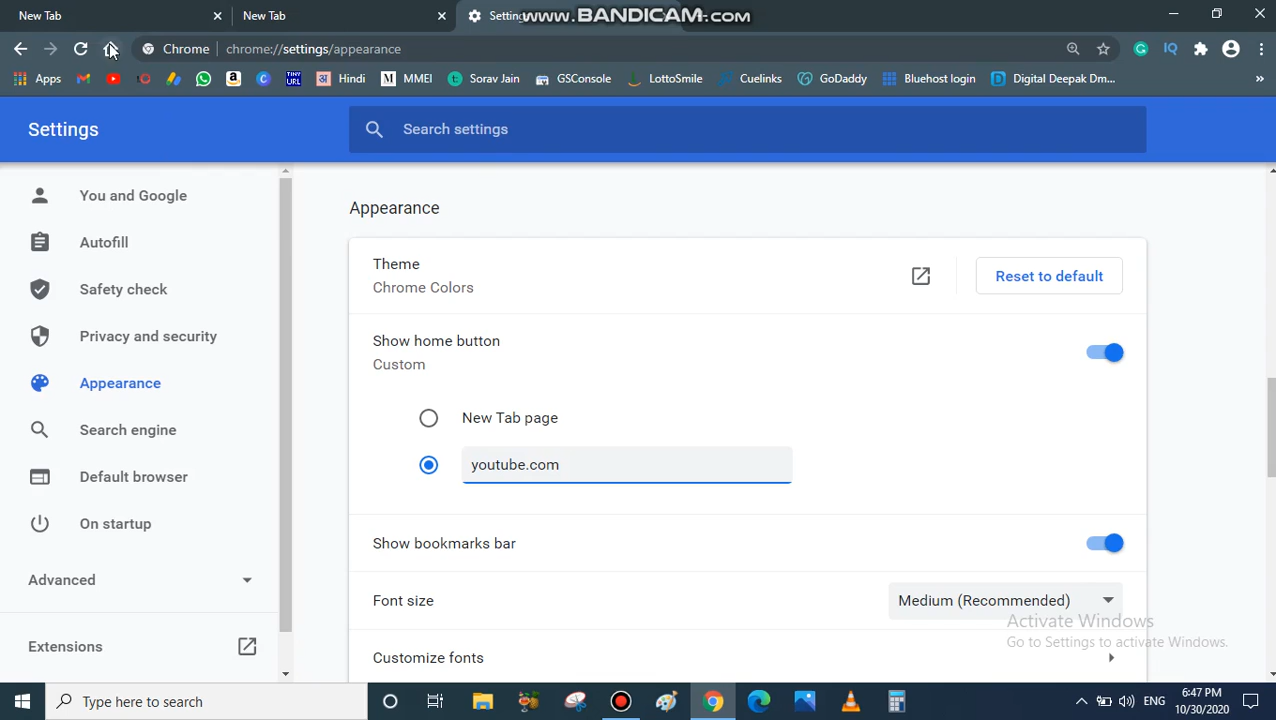 New Tab
New Tab
Settings
www.BANDICAM.com
Chrome
chrome://settings/appearance
Apps
TINY
URL
Hindi
MMEI
Sorav Jain
GSConsole
LottoSmile
Cuelinks
GoDaddy
Bluehost login
Digital Deepak Dm...
Settings
Search settings
You and Google
Autofill
Safety check
Privacy and security
Appearance
Search engine
Default browser
On startup
Advanced
Extensions
Appearance
Theme
Chrome Colors
Reset to default
Show home button
Custom
New Tab page
youtube.com
Show bookmarks bar
Font size
Medium (Recommended)
Customize fonts
Activate Windows
Go to Settings to activate Windows.
Type here to search
ENG
6:47 PM
10/30/2020